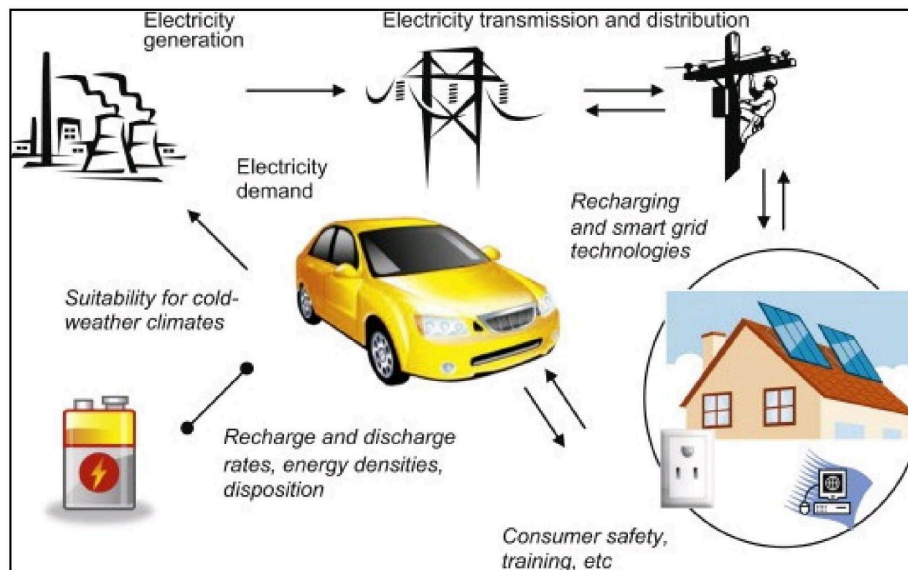 Electricity
generation
Electricity transmission and distribution
Electricity
demand
Recharging
and smart grid
technologies
Suitability for cold-
weather climates
Recharge and discharge
rates, energy densities,
disposition
Consumer safety,
training, etc